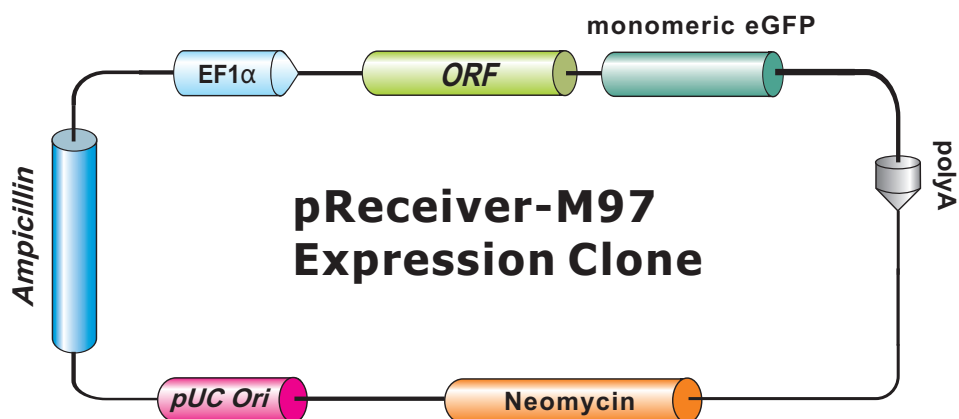 monomeric eGFP
EF1α
ORF
polyA
Ampicillin
pReceiver-M97
Expression Clone
pUC Ori
Neomycin